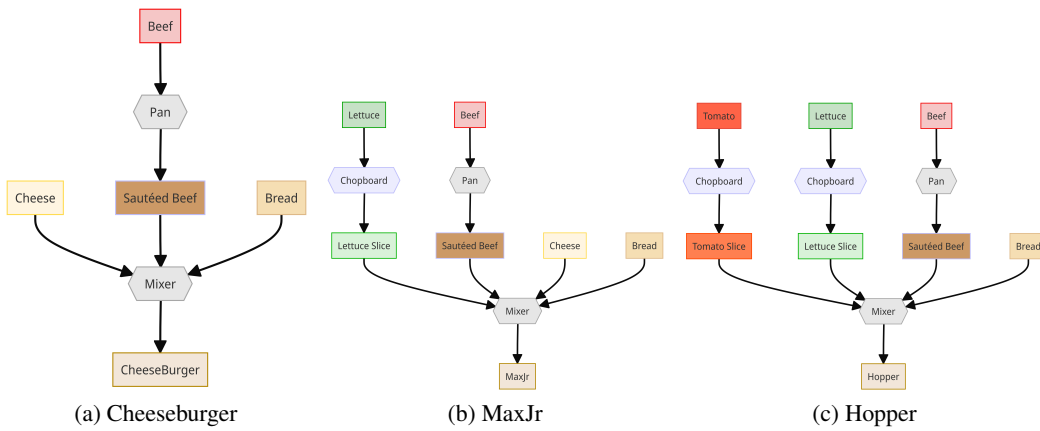 Beef
Pan
Cheese
Sautéed Beef
Bread
Mixer
CheeseBurger
(a) Cheeseburger
Lettuce
Beef
Chopboard
Pan
Lettuce Slice
Sautéed Beef
Cheese
Bread
Mixer
MaxJr
(b) MaxJr
Tomato
Lettuce
Beef
Chopboard
Chopboard
Pan
Tomato Slice
Lettuce Slice
Sautéed Beef
Bread
Mixer
Hopper
(c) Hopper